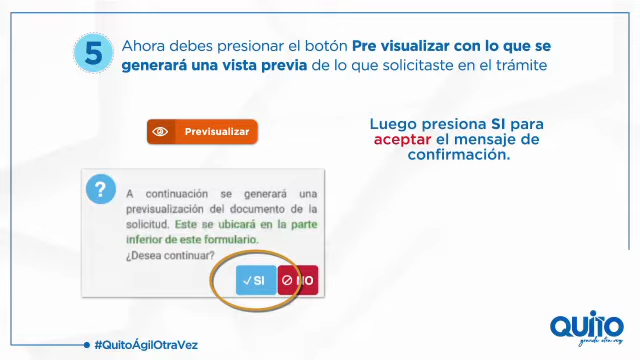 5
Ahora debes presionar el botón Pre visualizar con lo que se
generará una vista previa de lo que solicitaste en el trámite
Previsualizar
Luego presiona SI para
aceptar el mensaje de
confirmación.
?
A continuación se generará una
previsualización del documento de la
solicitud. Este se ubicará en la parte
inferior de este formulario.
¿Desea continuar?
SI NO
#QuitoÁgilOtraVez
QUITO
grande otra vez